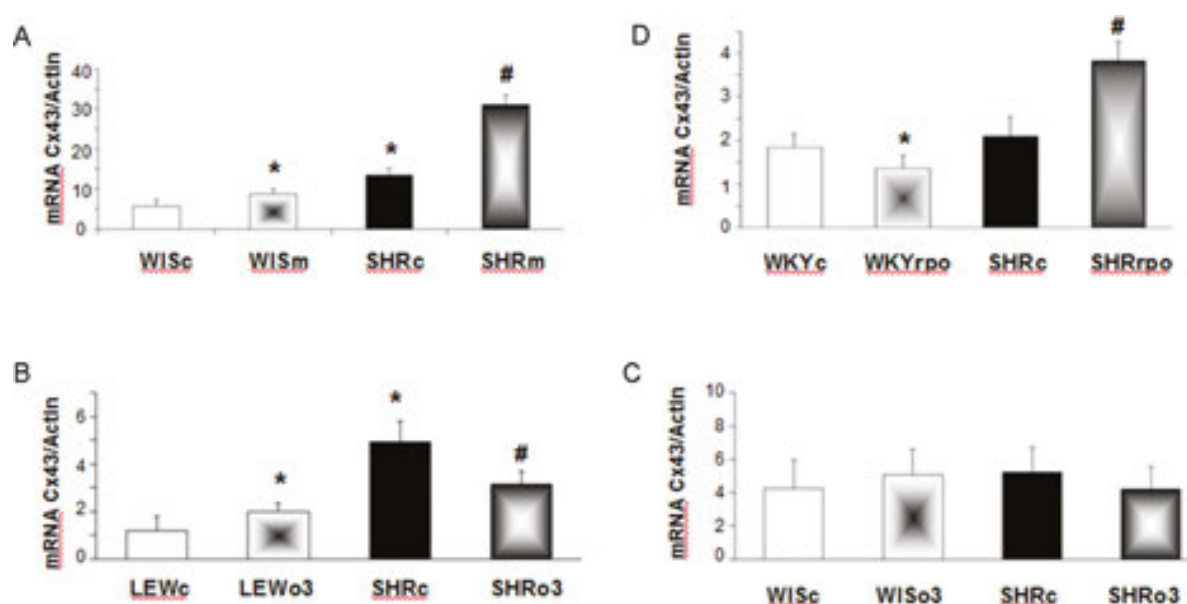 A
mRNA Cx43/Actin
40
30
20
10
0
*
*
#
WISc
WISm
SHRc
SHRm
D
mRNA Cx43/Actin
4
3
2
1
0
*
#
WKYc
WKYrpo
SHRc
SHRrpo
B
mRNA Cx43/Actin
6
4
2
0
*
*
#
LEWc
LEWo3
SHRc
SHRo3
C
mRNA Cx43/Actin
10
8
6
4
2
0
WISc
WISo3
SHRc
SHRo3